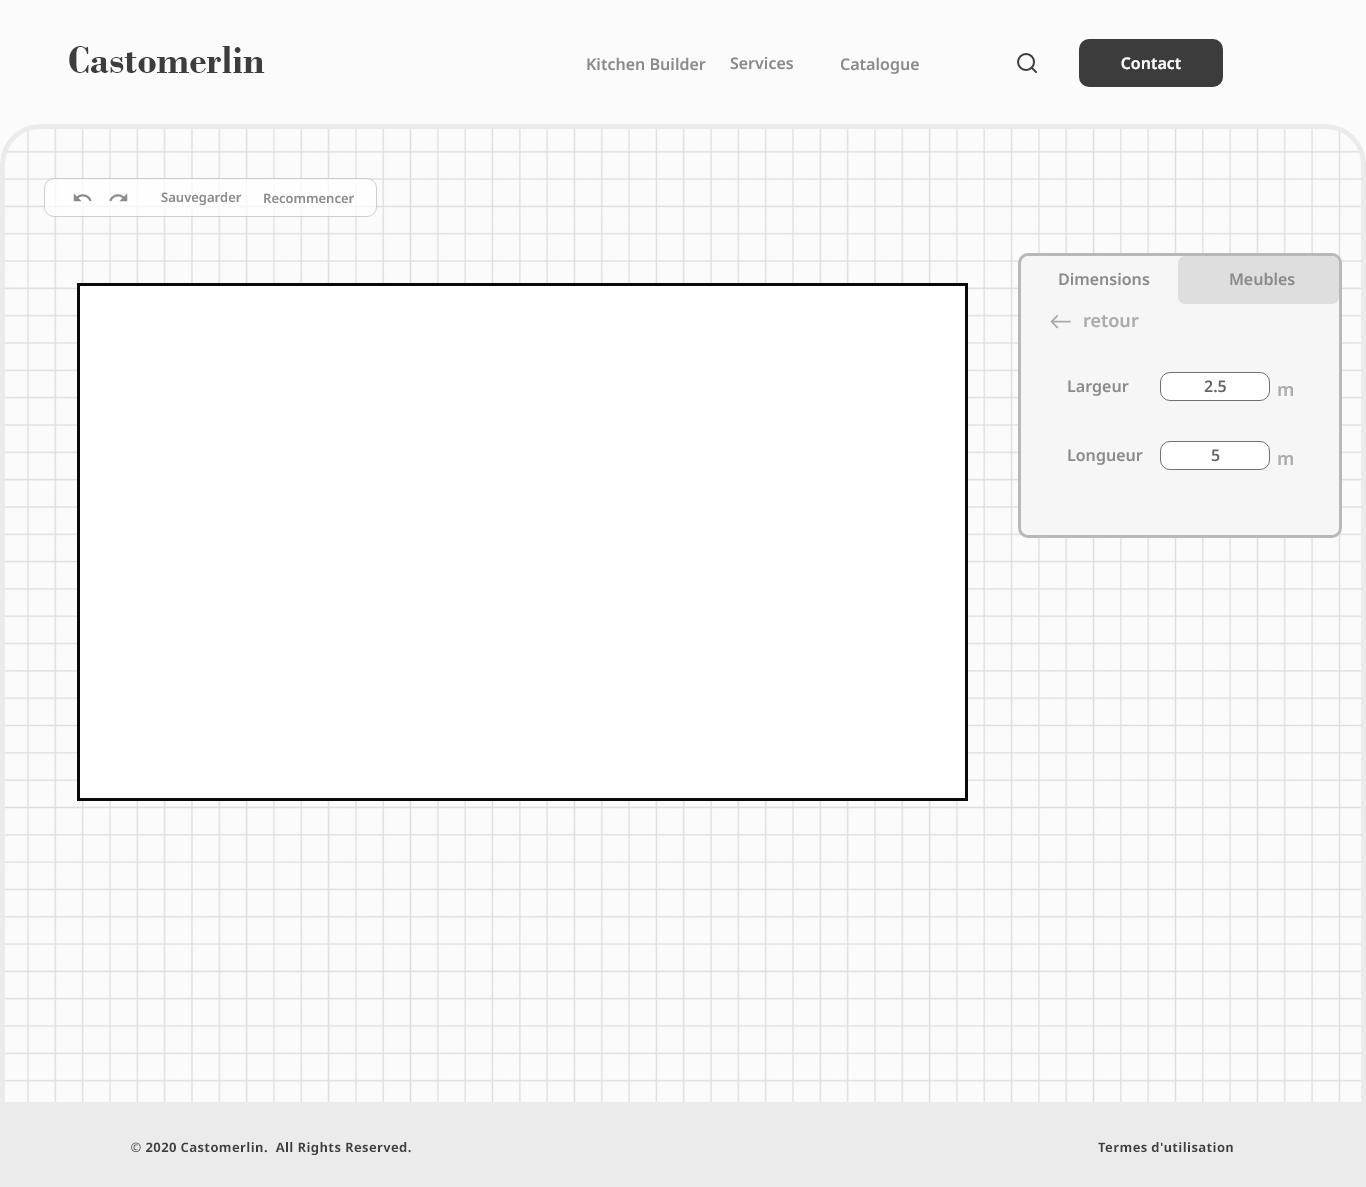 Castomerlin
Kitchen Builder
Services
Catalogue
Contact
Sauvegarder
Recommencer
Dimensions
Meubles
retour
Largeur 2.5 m
Longueur 5 m
© 2020 Castomerlin.  All Rights Reserved.
Termes d'utilisation